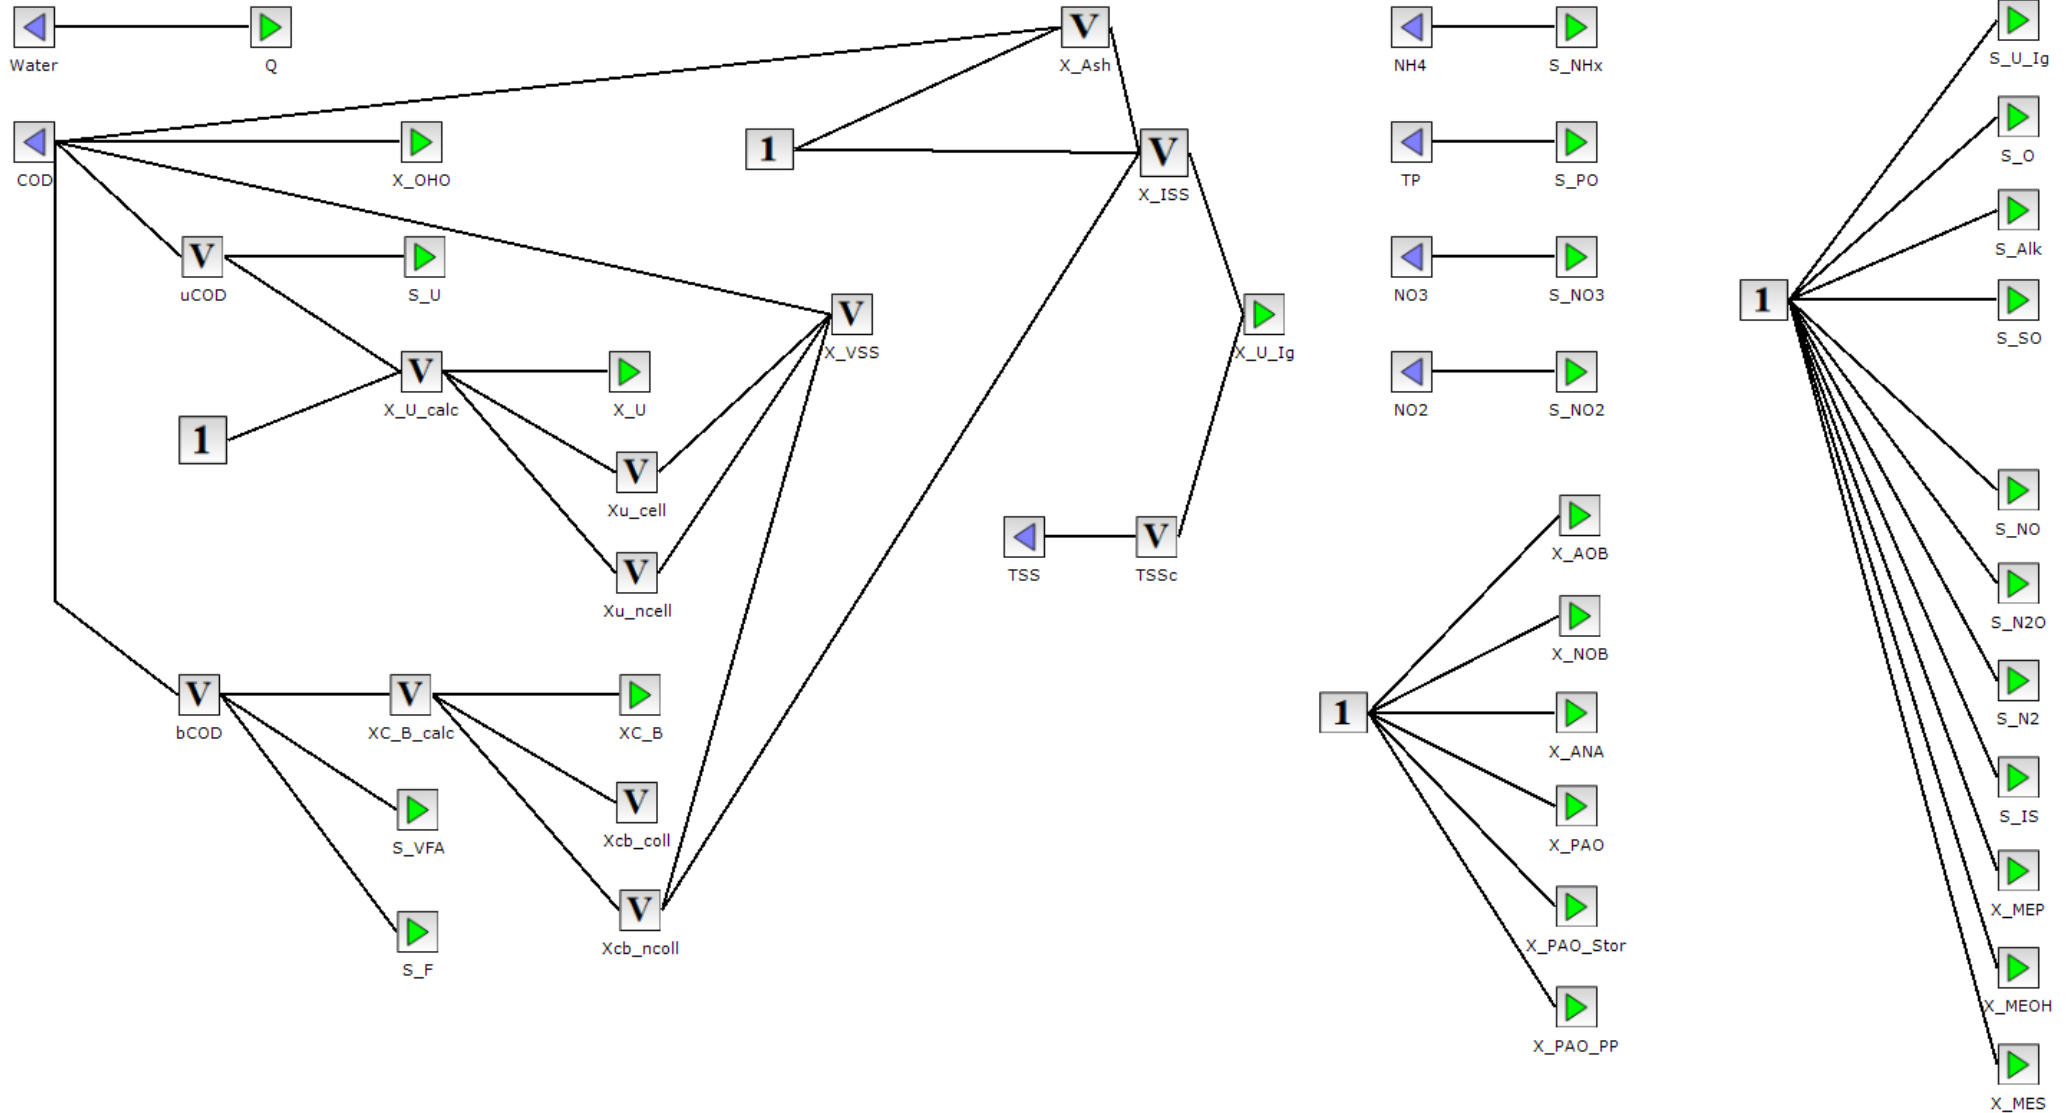 Water
Q
V
X_Ash
COD
X_OHO
1
V
X_ISS
V
uCOD
S_U
V
X_VSS
V
X_U_calc
X_U
1
V
Xu_cell
V
Xu_ncell
X_U_Ig
TSS
V
TSSc
V
bCOD
V
XC_B_calc
XC_B
S_VFA
V
Xcb_coll
S_F
V
Xcb_ncoll
NH4
S_NHx
TP
S_PO
NO3
S_NO3
NO2
S_NO2
1
X_AOB
X_NOB
X_ANA
X_PAO
X_PAO_Stor
X_PAO_PP
1
S_U_Ig
S_O
S_Alk
S_SO
S_NO
S_N2O
S_N2
S_IS
X_MEP
X_MEOH
X_MES